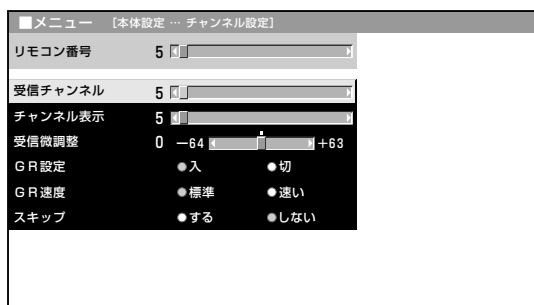 ■メニュー [本体設定 … チャンネル設定]
リモコン番号 5
受信チャンネル 5
チャンネル表示 5
受信微調整 0 －64 ＋63
GR設定 ●入 ●切
GR速度 ●標準 ●速い
スキップ ●する ●しない